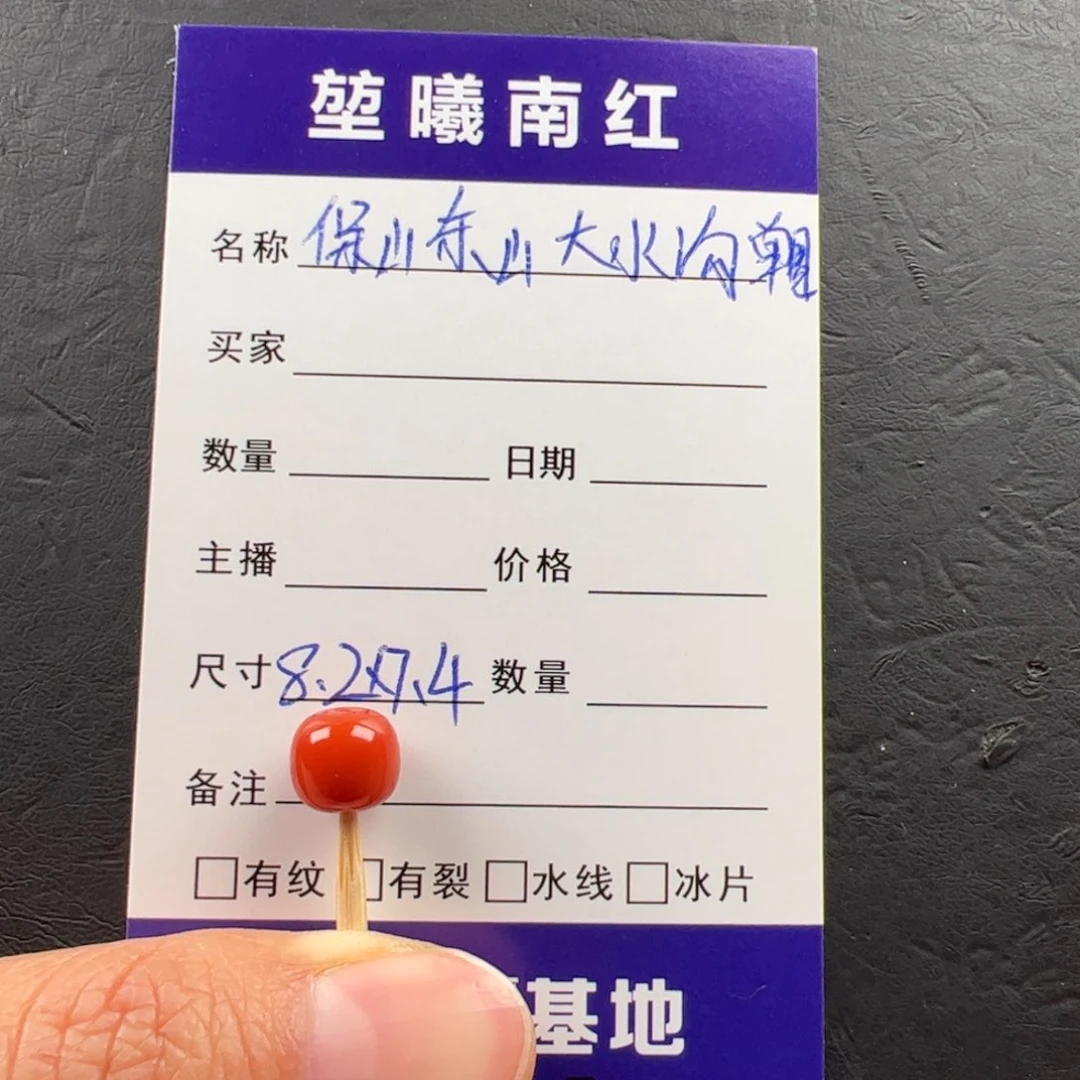 堃曦南红
名称 保山东山大水沟
买家
数量 日期
主播 价格
尺寸 8.2x7.4 数量
备注
有纹 有裂 水线 冰片
基地